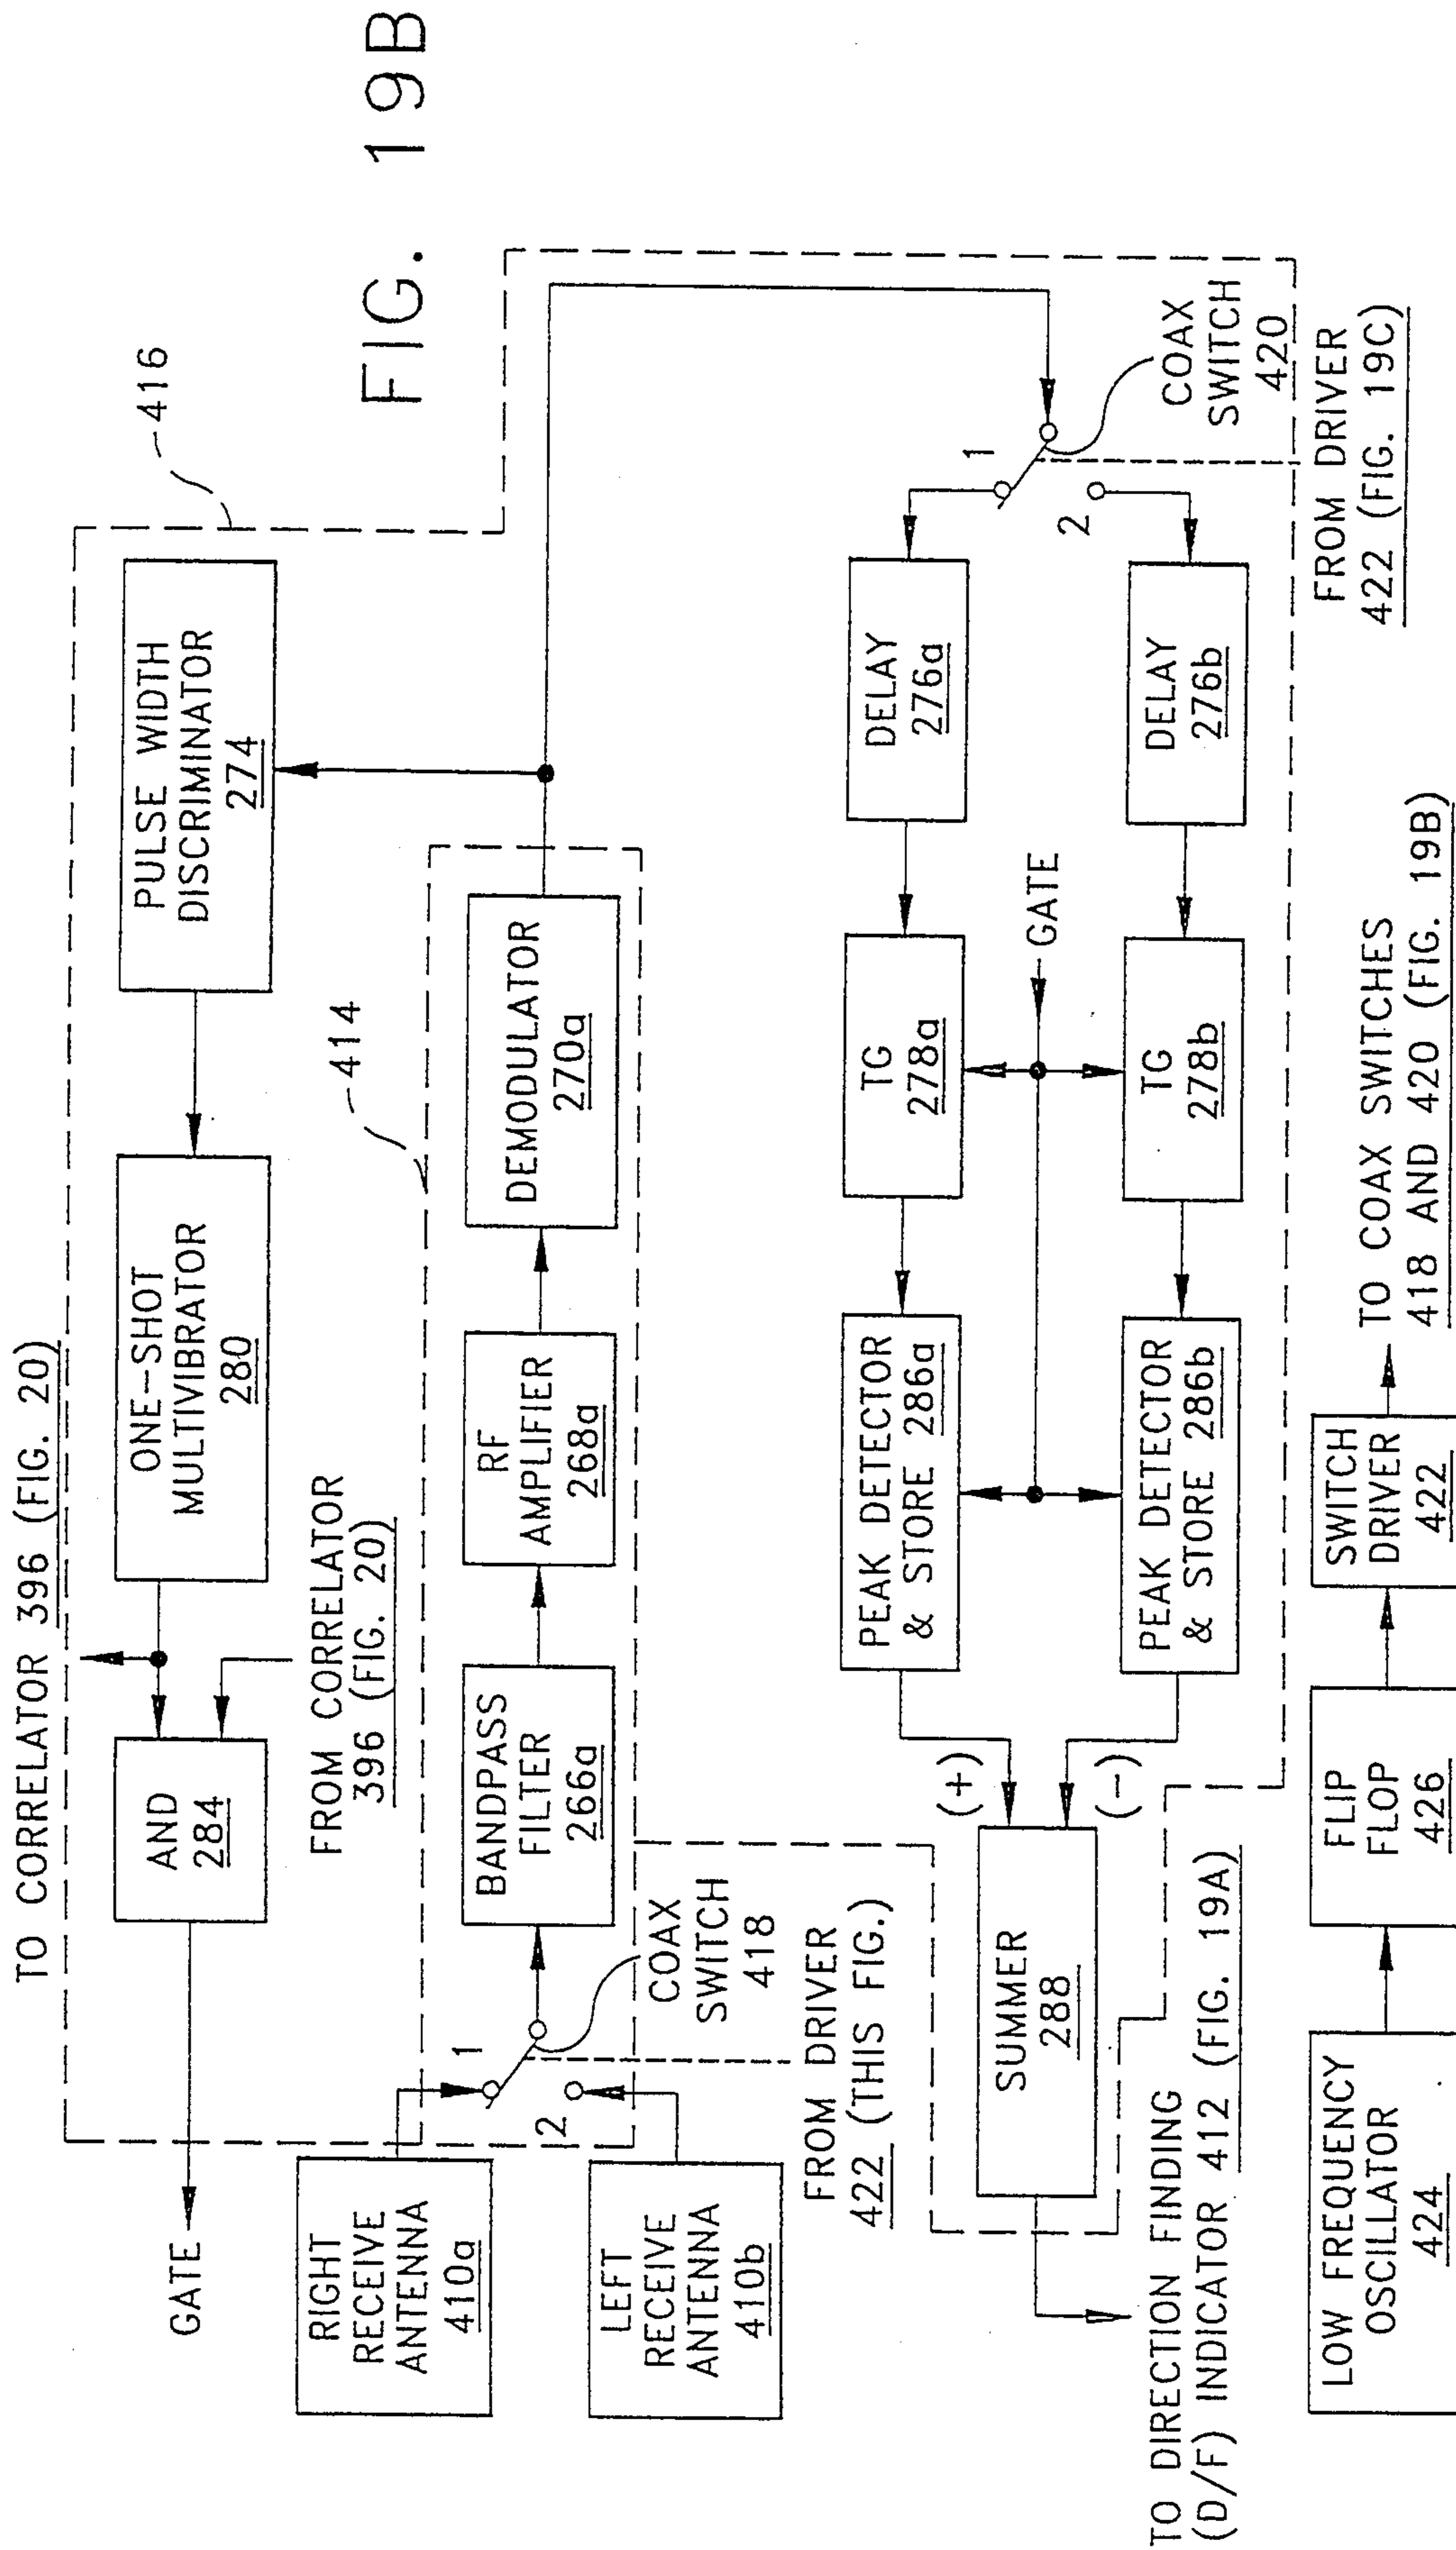 FIG. 19B
TO CORRELATOR 396 (FIG. 20)
416
GATE
AND
284
ONE-SHOT
MULTIVIBRATOR
280
PULSE WIDTH
DISCRIMINATOR
274
FROM CORRELATOR
396 (FIG. 20)
414
RIGHT
RECEIVE
ANTENNA
410a
1
2
BANDPASS
FILTER
266a
RF
AMPLIFIER
268a
DEMODULATOR
270a
LEFT
RECEIVE
ANTENNA
410b
COAX
SWITCH
418
FROM DRIVER
422 (THIS FIG.)
(+)
(-)
SUMMER
288
PEAK DETECTOR
& STORE 286a
TG
278a
DELAY
276a
GATE
1
2
COAX
SWITCH
420
PEAK DETECTOR
& STORE 286b
TG
278b
DELAY
276b
TO DIRECTION FINDING
(D/F) INDICATOR 412 (FIG. 19A)
FROM DRIVER
422 (FIG. 19C)
LOW FREQUENCY
OSCILLATOR
424
FLIP
FLOP
426
SWITCH
DRIVER
422
TO COAX SWITCHES
418 AND 420 (FIG. 19B)